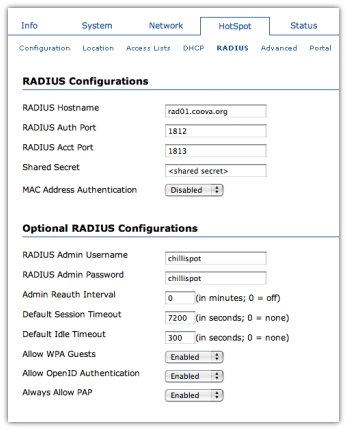 Info System Network HotSpot Status
Configuration Location Access Lists DHCP RADIUS Advanced Portal
RADIUS Configurations
RADIUS Hostname rad01.coova.org
RADIUS Auth Port 1812
RADIUS Acct Port 1813
Shared Secret <shared secret>
MAC Address Authentication Disabled
Optional RADIUS Configurations
RADIUS Admin Username chillispot
RADIUS Admin Password chillispot
Admin Reauth Interval 0 (in minutes; 0 = off)
Default Session Timeout 7200 (in seconds; 0 = none)
Default Idle Timeout 300 (in seconds; 0 = none)
Allow WPA Guests Enabled
Allow OpenID Authentication Enabled
Always Allow PAP Enabled